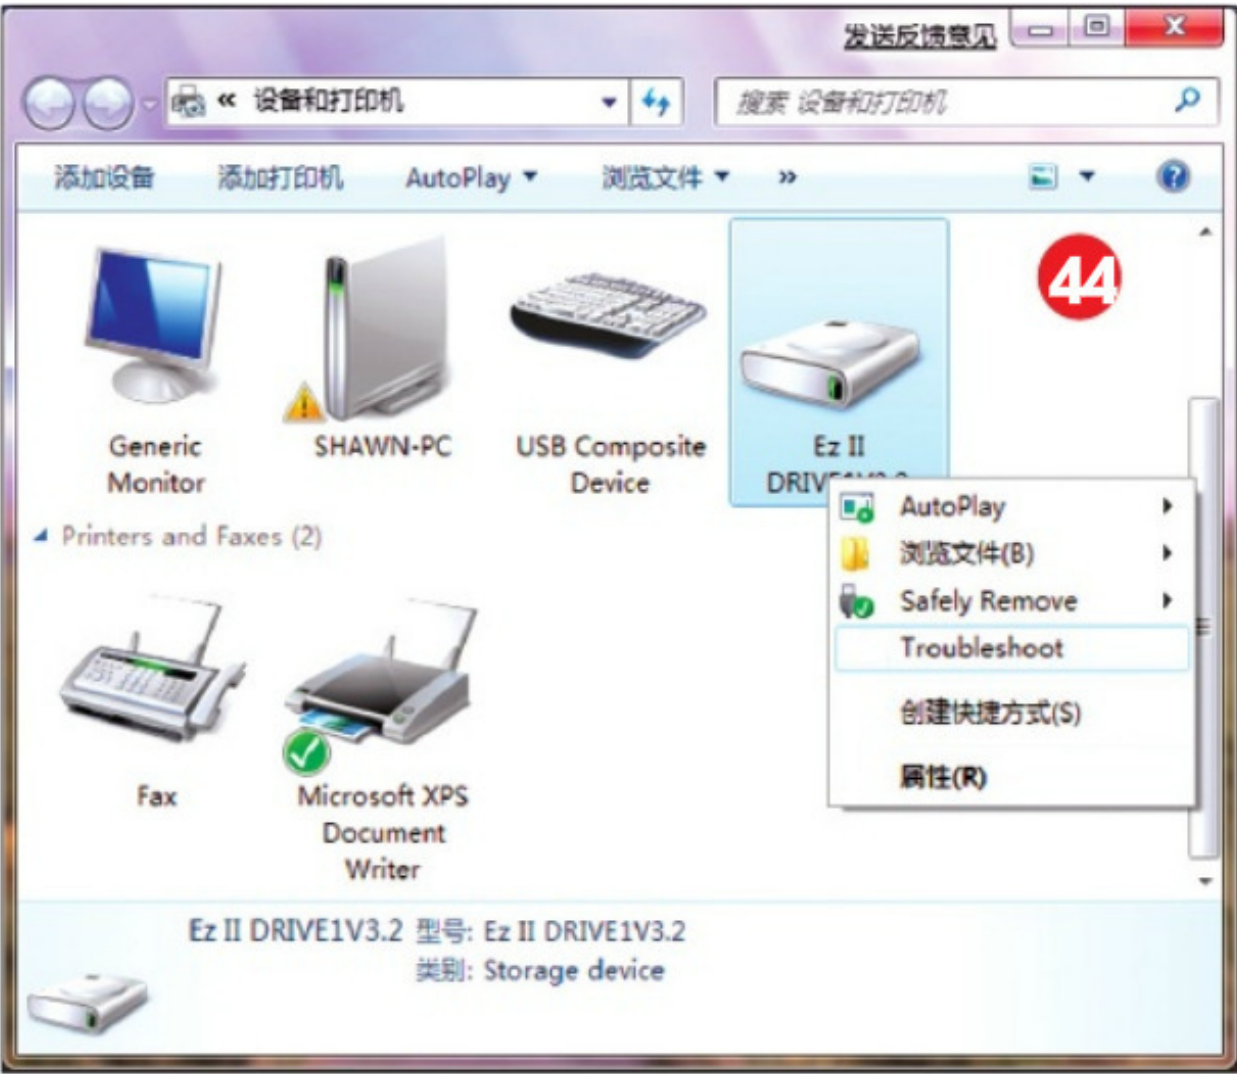 发送反馈意见
« 设备和打印机
搜索 设备和打印机
添加设备 添加打印机 AutoPlay 浏览文件 »
44
Generic
Monitor
SHAWN-PC
USB Composite
Device
Ez II
Printers and Faxes (2)
AutoPlay
浏览文件(B)
Safely Remove
Troubleshoot
创建快捷方式(S)
属性(R)
Fax
Microsoft XPS
Document
Writer
Ez II DRIVE1V3.2 型号: Ez II DRIVE1V3.2
类别: Storage device